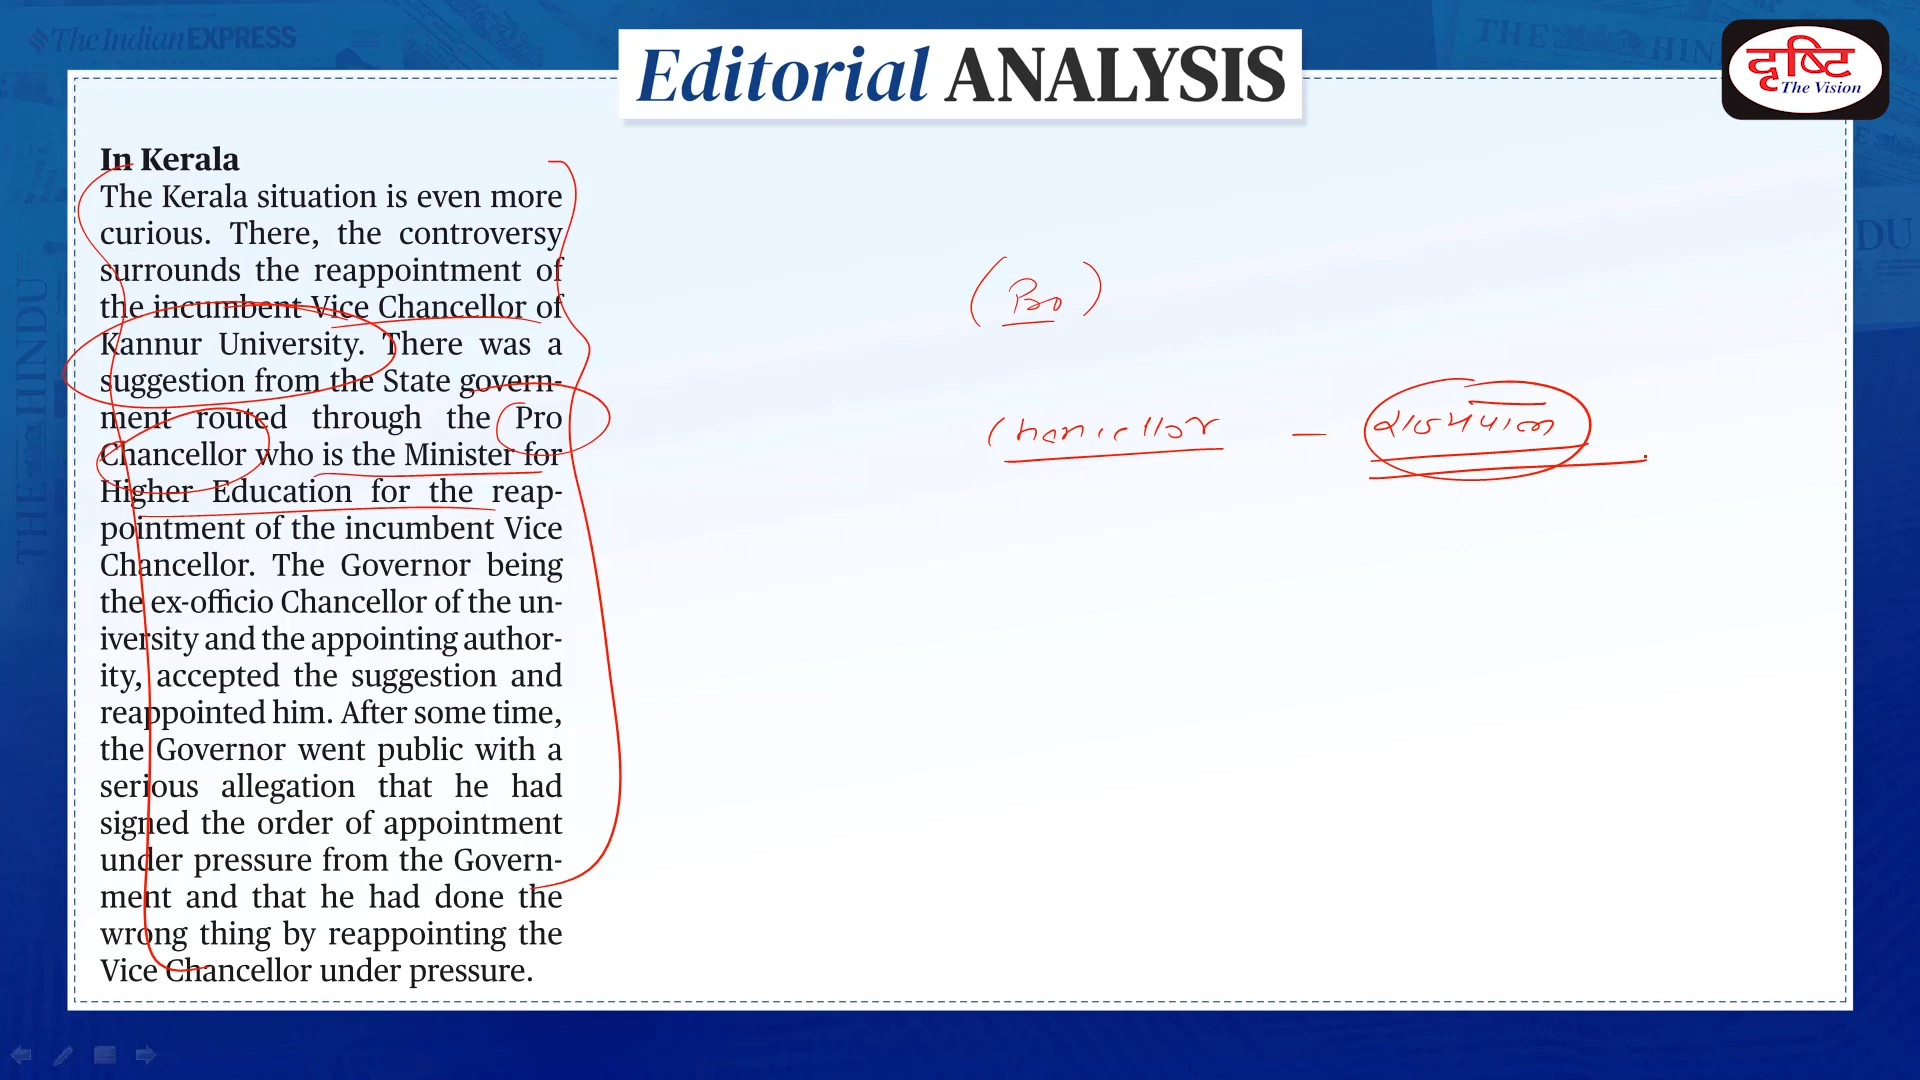 The Indian EXPRESS
THE HINDU
Editorial ANALYSIS
दृष्टि
The Vision
In Kerala
The Kerala situation is even more
curious. There, the controversy
surrounds the reappointment of
the incumbent Vice Chancellor of
Kannur University. There was a
suggestion from the State govern-
ment routed through the Pro
Chancellor who is the Minister for
Higher Education for the reap-
pointment of the incumbent Vice
Chancellor. The Governor being
the ex-officio Chancellor of the un-
iversity and the appointing author-
ity, accepted the suggestion and
reappointed him. After some time,
the Governor went public with a
serious allegation that he had
signed the order of appointment
under pressure from the Govern-
ment and that he had done the
wrong thing by reappointing the
Vice Chancellor under pressure.
(Pro)
Chancellor — राज्यपाल
THE HINDU
DU